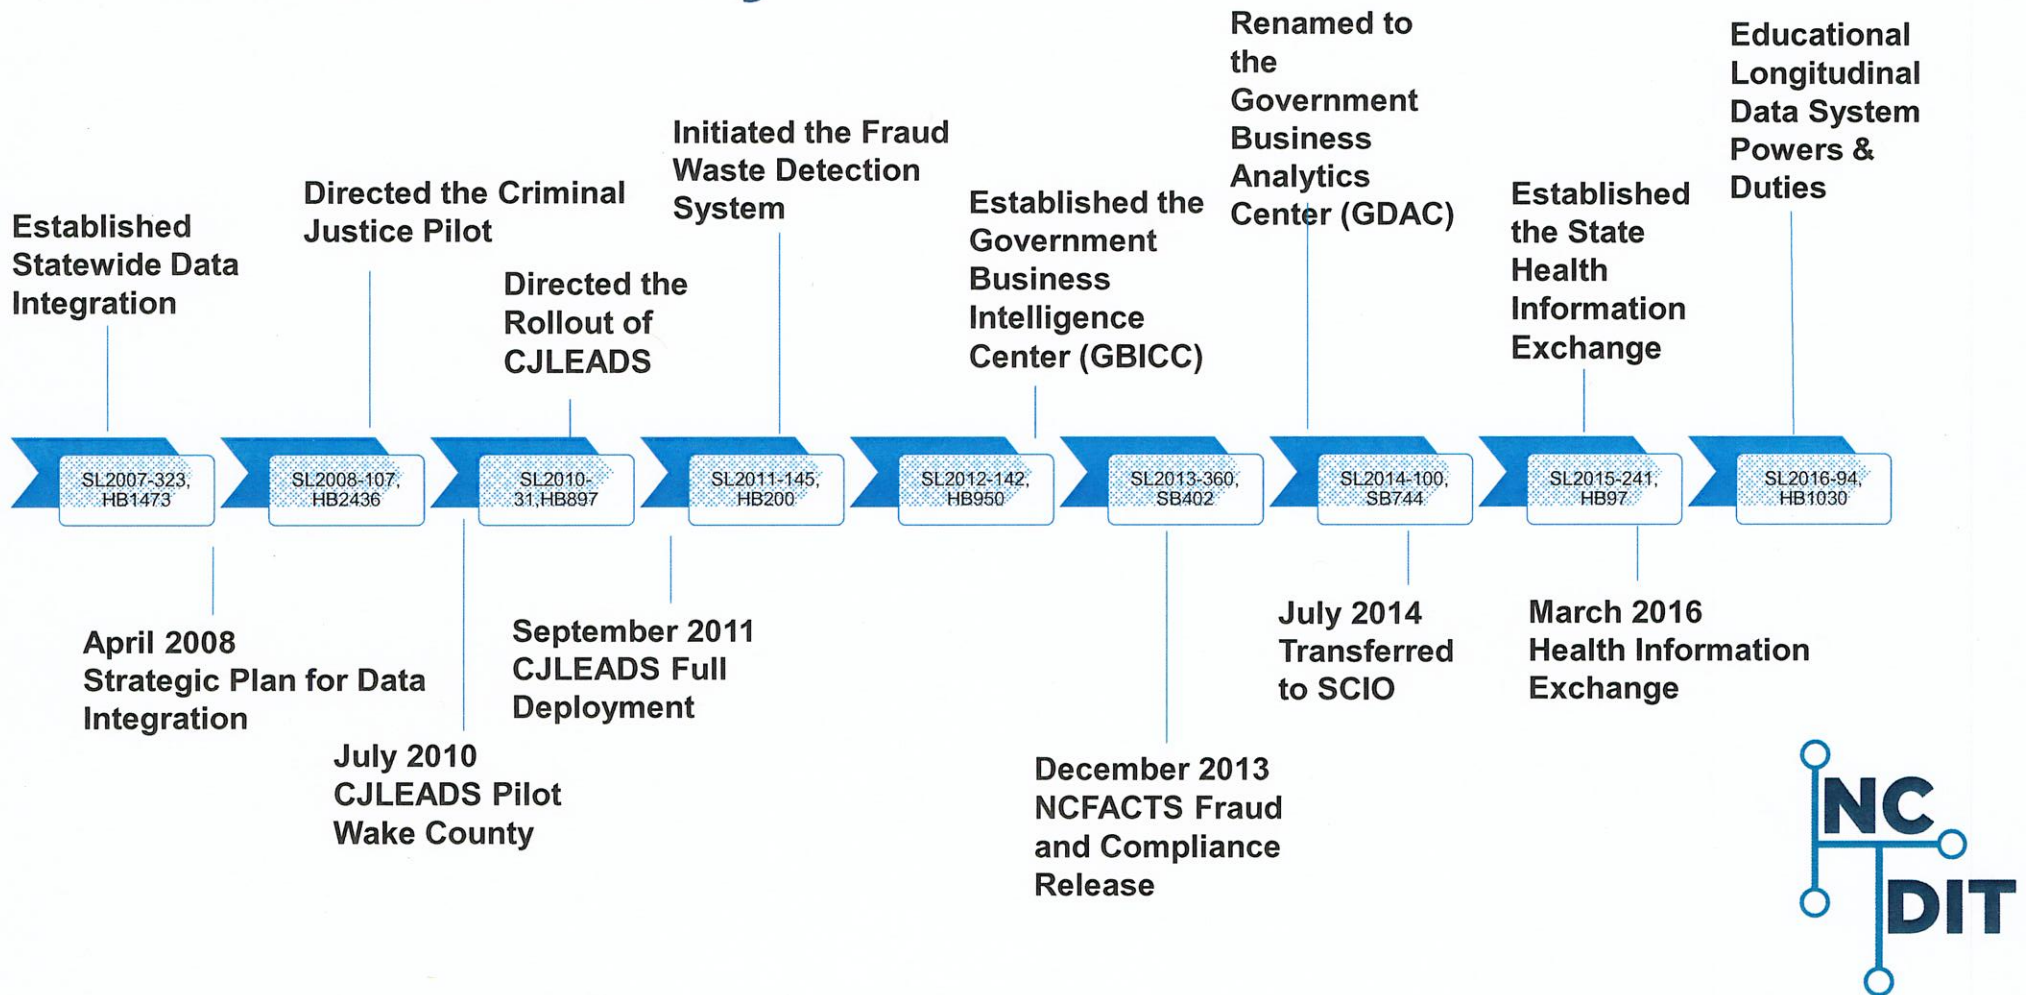 Established
Statewide Data
Integration
Directed the Criminal
Justice Pilot
Directed the
Rollout of
CJLEADS
Initiated the Fraud
Waste Detection
System
Established the
Government
Business
Intelligence
Center (GBICC)
Renamed to
the
Government
Business
Analytics
Center (GDAC)
Established
the State
Health
Information
Exchange
Educational
Longitudinal
Data System
Powers &
Duties
SL2007-323,
HB1473
SL2008-107,
HB2436
SL2010-
31,HB897
SL2011-145,
HB200
SL2012-142,
HB950
SL2013-360,
SB402
SL2014-100,
SB744
SL2015-241,
HB97
SL2016-94,
HB1030
April 2008
Strategic Plan for Data
Integration
July 2010
CJLEADS Pilot
Wake County
September 2011
CJLEADS Full
Deployment
December 2013
NCFACTS Fraud
and Compliance
Release
July 2014
Transferred
to SCIO
March 2016
Health Information
Exchange
NC
DIT